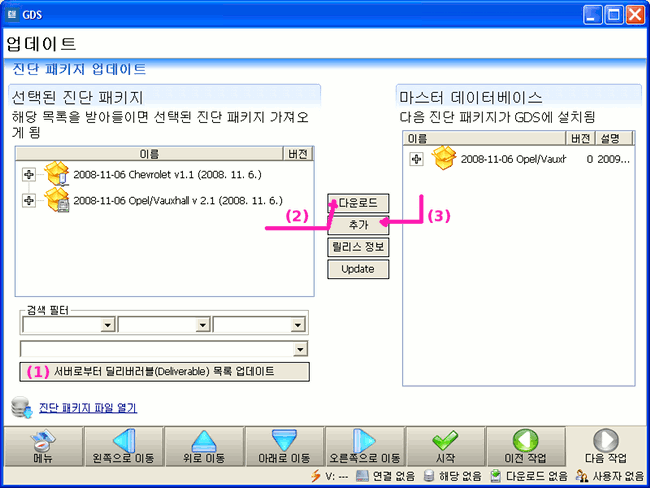 GDS
업데이트
진단 패키지 업데이트
선택된 진단 패키지
해당 목록을 받아들이면 선택된 진단 패키지 가져오
게 됨
이름 버전
2008-11-06 Chevrolet v1.1 (2008. 11. 6.)
2008-11-06 Opel/Vauxhall v 2.1 (2008. 11. 6.)
마스터 데이터베이스
다음 진단 패키지가 GDS에 설치됨
이름 버전 설명
2008-11-06 Opel/Vauxh 0 2009...
(2) 다운로드 (3)
추가
릴리스 정보
Update
검색 필터
(1) 서버로부터 딜리버러블(Deliverable) 목록 업데이트
진단 패키지 파일 열기
메뉴 왼쪽으로 이동 위로 이동 아래로 이동 오른쪽으로 이동 시작 이전 작업 다음 작업
V: --- 연결 없음 해당 없음 다운로드 없음 사용자 없음